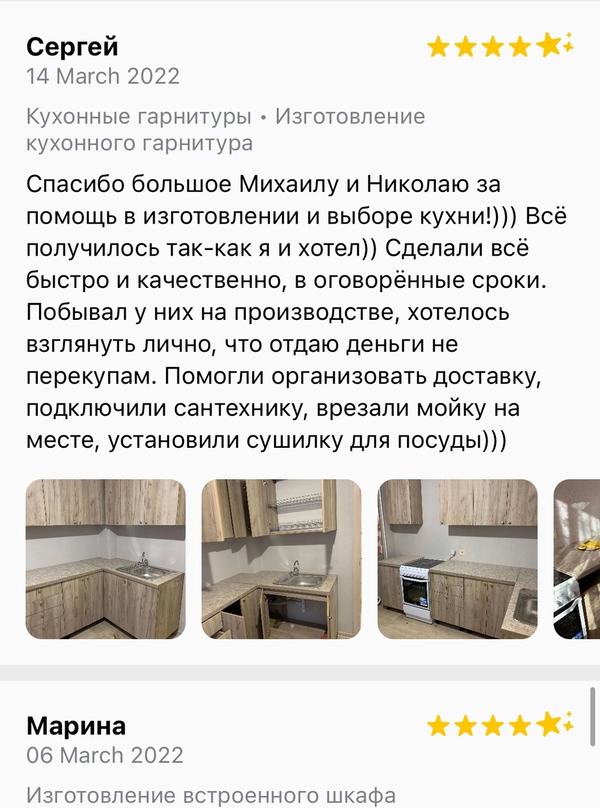 Сергей
14 March 2022
Кухонные гарнитуры • Изготовление
кухонного гарнитура
Спасибо большое Михаилу и Николаю за
помощь в изготовлении и выборе кухни!))) Всё
получилось так-как я и хотел)) Сделали всё
быстро и качественно, в оговорённые сроки.
Побывал у них на производстве, хотелось
взглянуть лично, что отдаю деньги не
перекупам. Помогли организовать доставку,
подключили сантехнику, врезали мойку на
месте, установили сушилку для посуды)))
Марина
06 March 2022
Изготовление встроенного шкафа